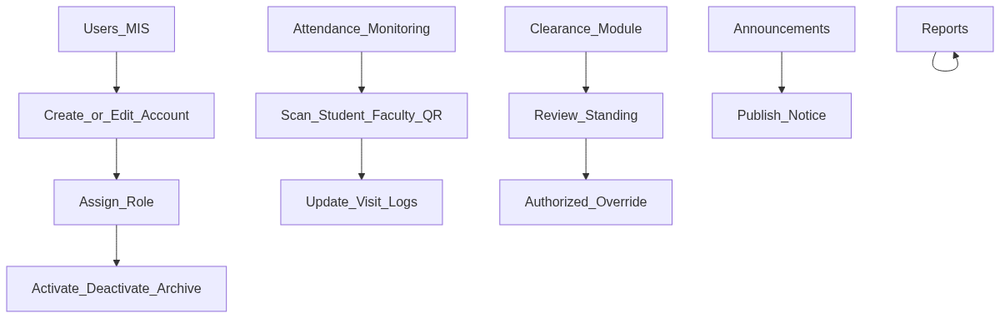 Users_MIS
Attendance_Monitoring
Clearance_Module
Announcements
Reports
Create_or_Edit_Account
Scan_Student_Faculty_QR
Review_Standing
Publish_Notice
Assign_Role
Update_Visit_Logs
Authorized_Override
Activate_Deactivate_Archive